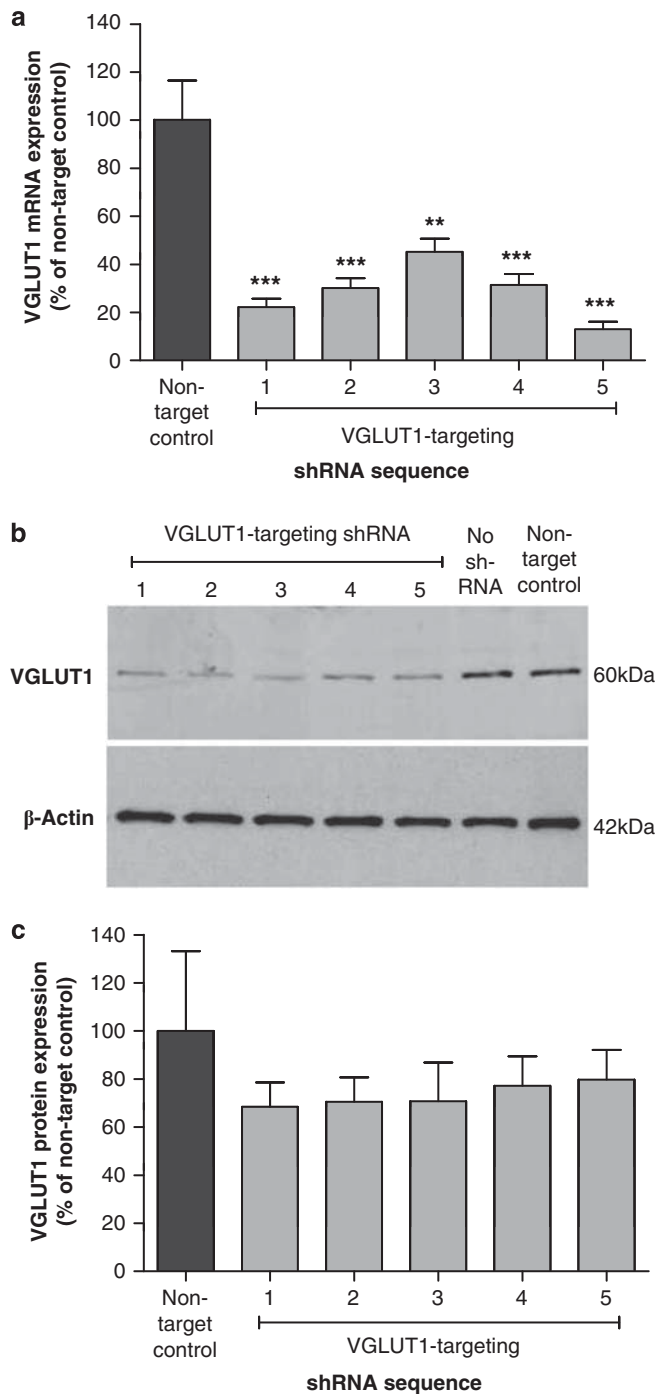 a
VGLUT1 mRNA expression
(% of non-target control)
140
120
100
80
60
40
20
0
***
***
**
***
***
Non-
target
control
1 2 3 4 5
VGLUT1-targeting
shRNA sequence
b
VGLUT1-targeting shRNA
1 2 3 4 5
No
sh-
RNA
Non-
target
control
VGLUT1
60kDa
β-Actin
42kDa
c
VGLUT1 protein expression
(% of non-target control)
140
120
100
80
60
40
20
0
Non-
target
control
1 2 3 4 5
VGLUT1-targeting
shRNA sequence